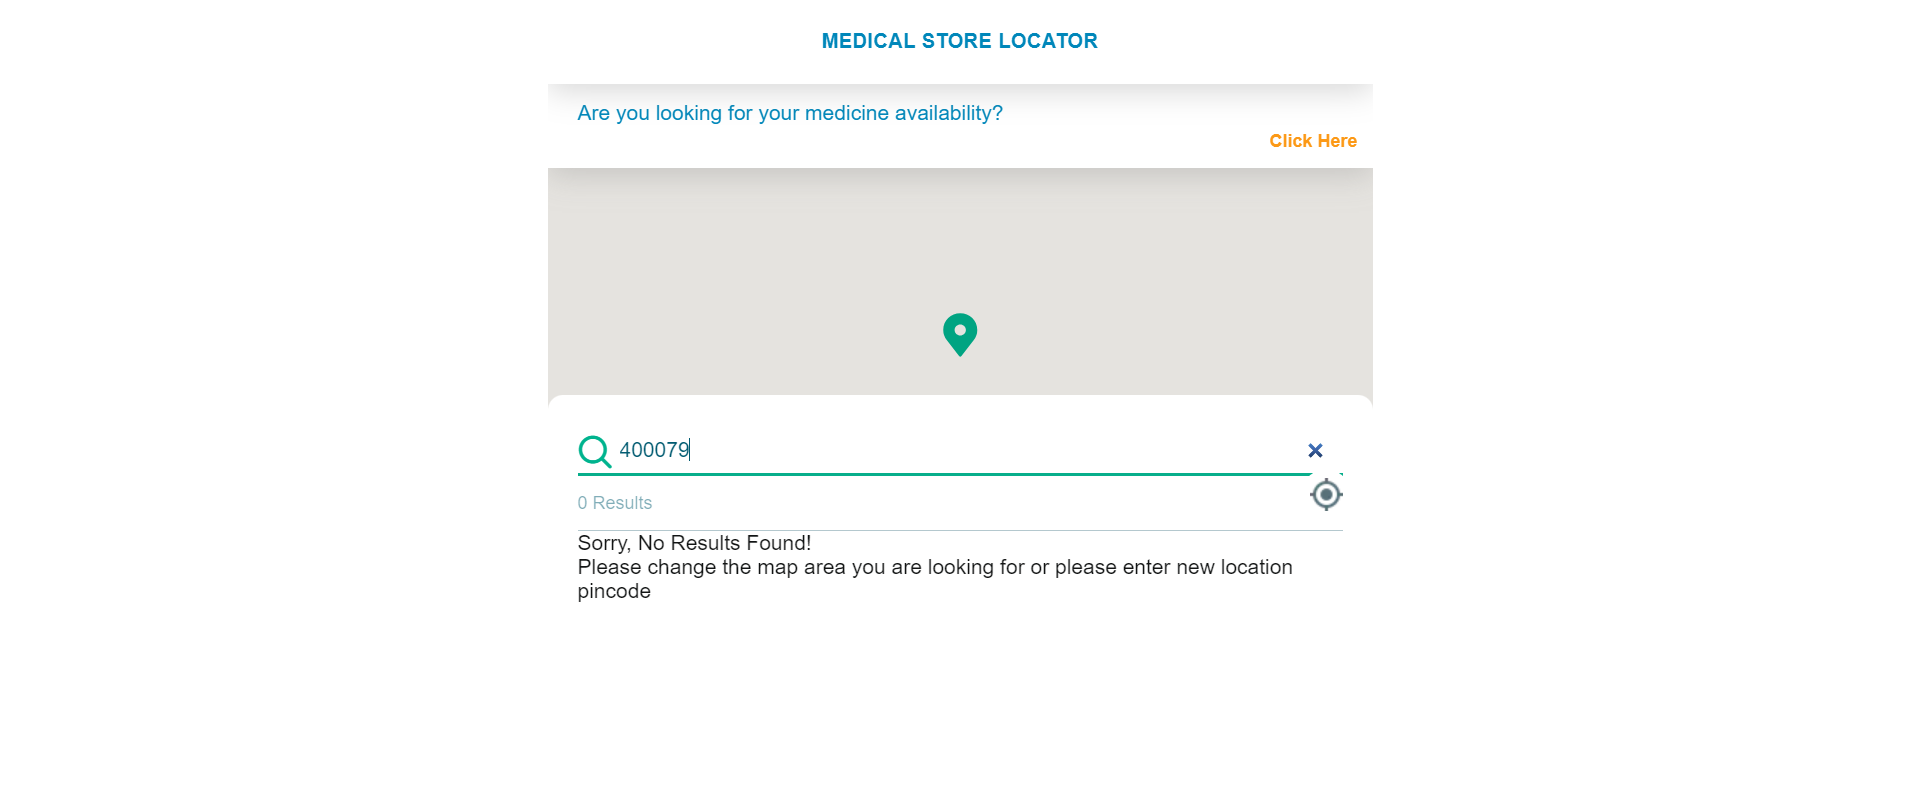 MEDICAL STORE LOCATOR
Are you looking for your medicine availability?
Click Here
400079
0 Results
Sorry, No Results Found!
Please change the map area you are looking for or please enter new location
pincode